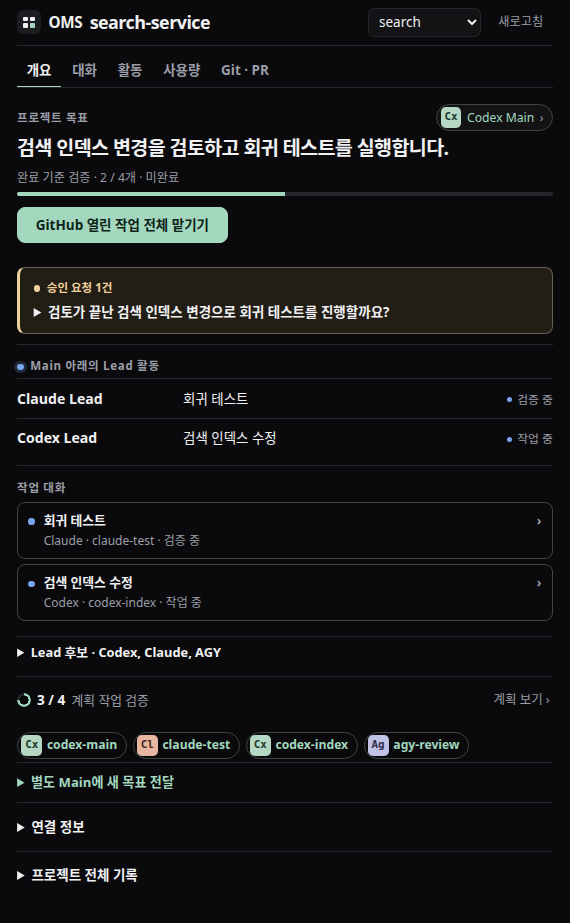 OMS search-service
search
새로고침
개요 대화 활동 사용량 Git · PR
프로젝트 목표
Cx Codex Main ›
검색 인덱스 변경을 검토하고 회귀 테스트를 실행합니다.
완료 기준 검증 · 2 / 4개 · 미완료
GitHub 열린 작업 전체 맡기기
승인 요청 1건
▶ 검토가 끝난 검색 인덱스 변경으로 회귀 테스트를 진행할까요?
Main 아래의 Lead 활동
Claude Lead 회귀 테스트 검증 중
Codex Lead 검색 인덱스 수정 작업 중
작업 대화
회귀 테스트 ›
Claude · claude-test · 검증 중
검색 인덱스 수정 ›
Codex · codex-index · 작업 중
▶ Lead 후보 · Codex, Claude, AGY
3 / 4 계획 작업 검증 계획 보기 ›
Cx codex-main Cl claude-test Cx codex-index Ag agy-review
▶ 별도 Main에 새 목표 전달
▶ 연결 정보
▶ 프로젝트 전체 기록